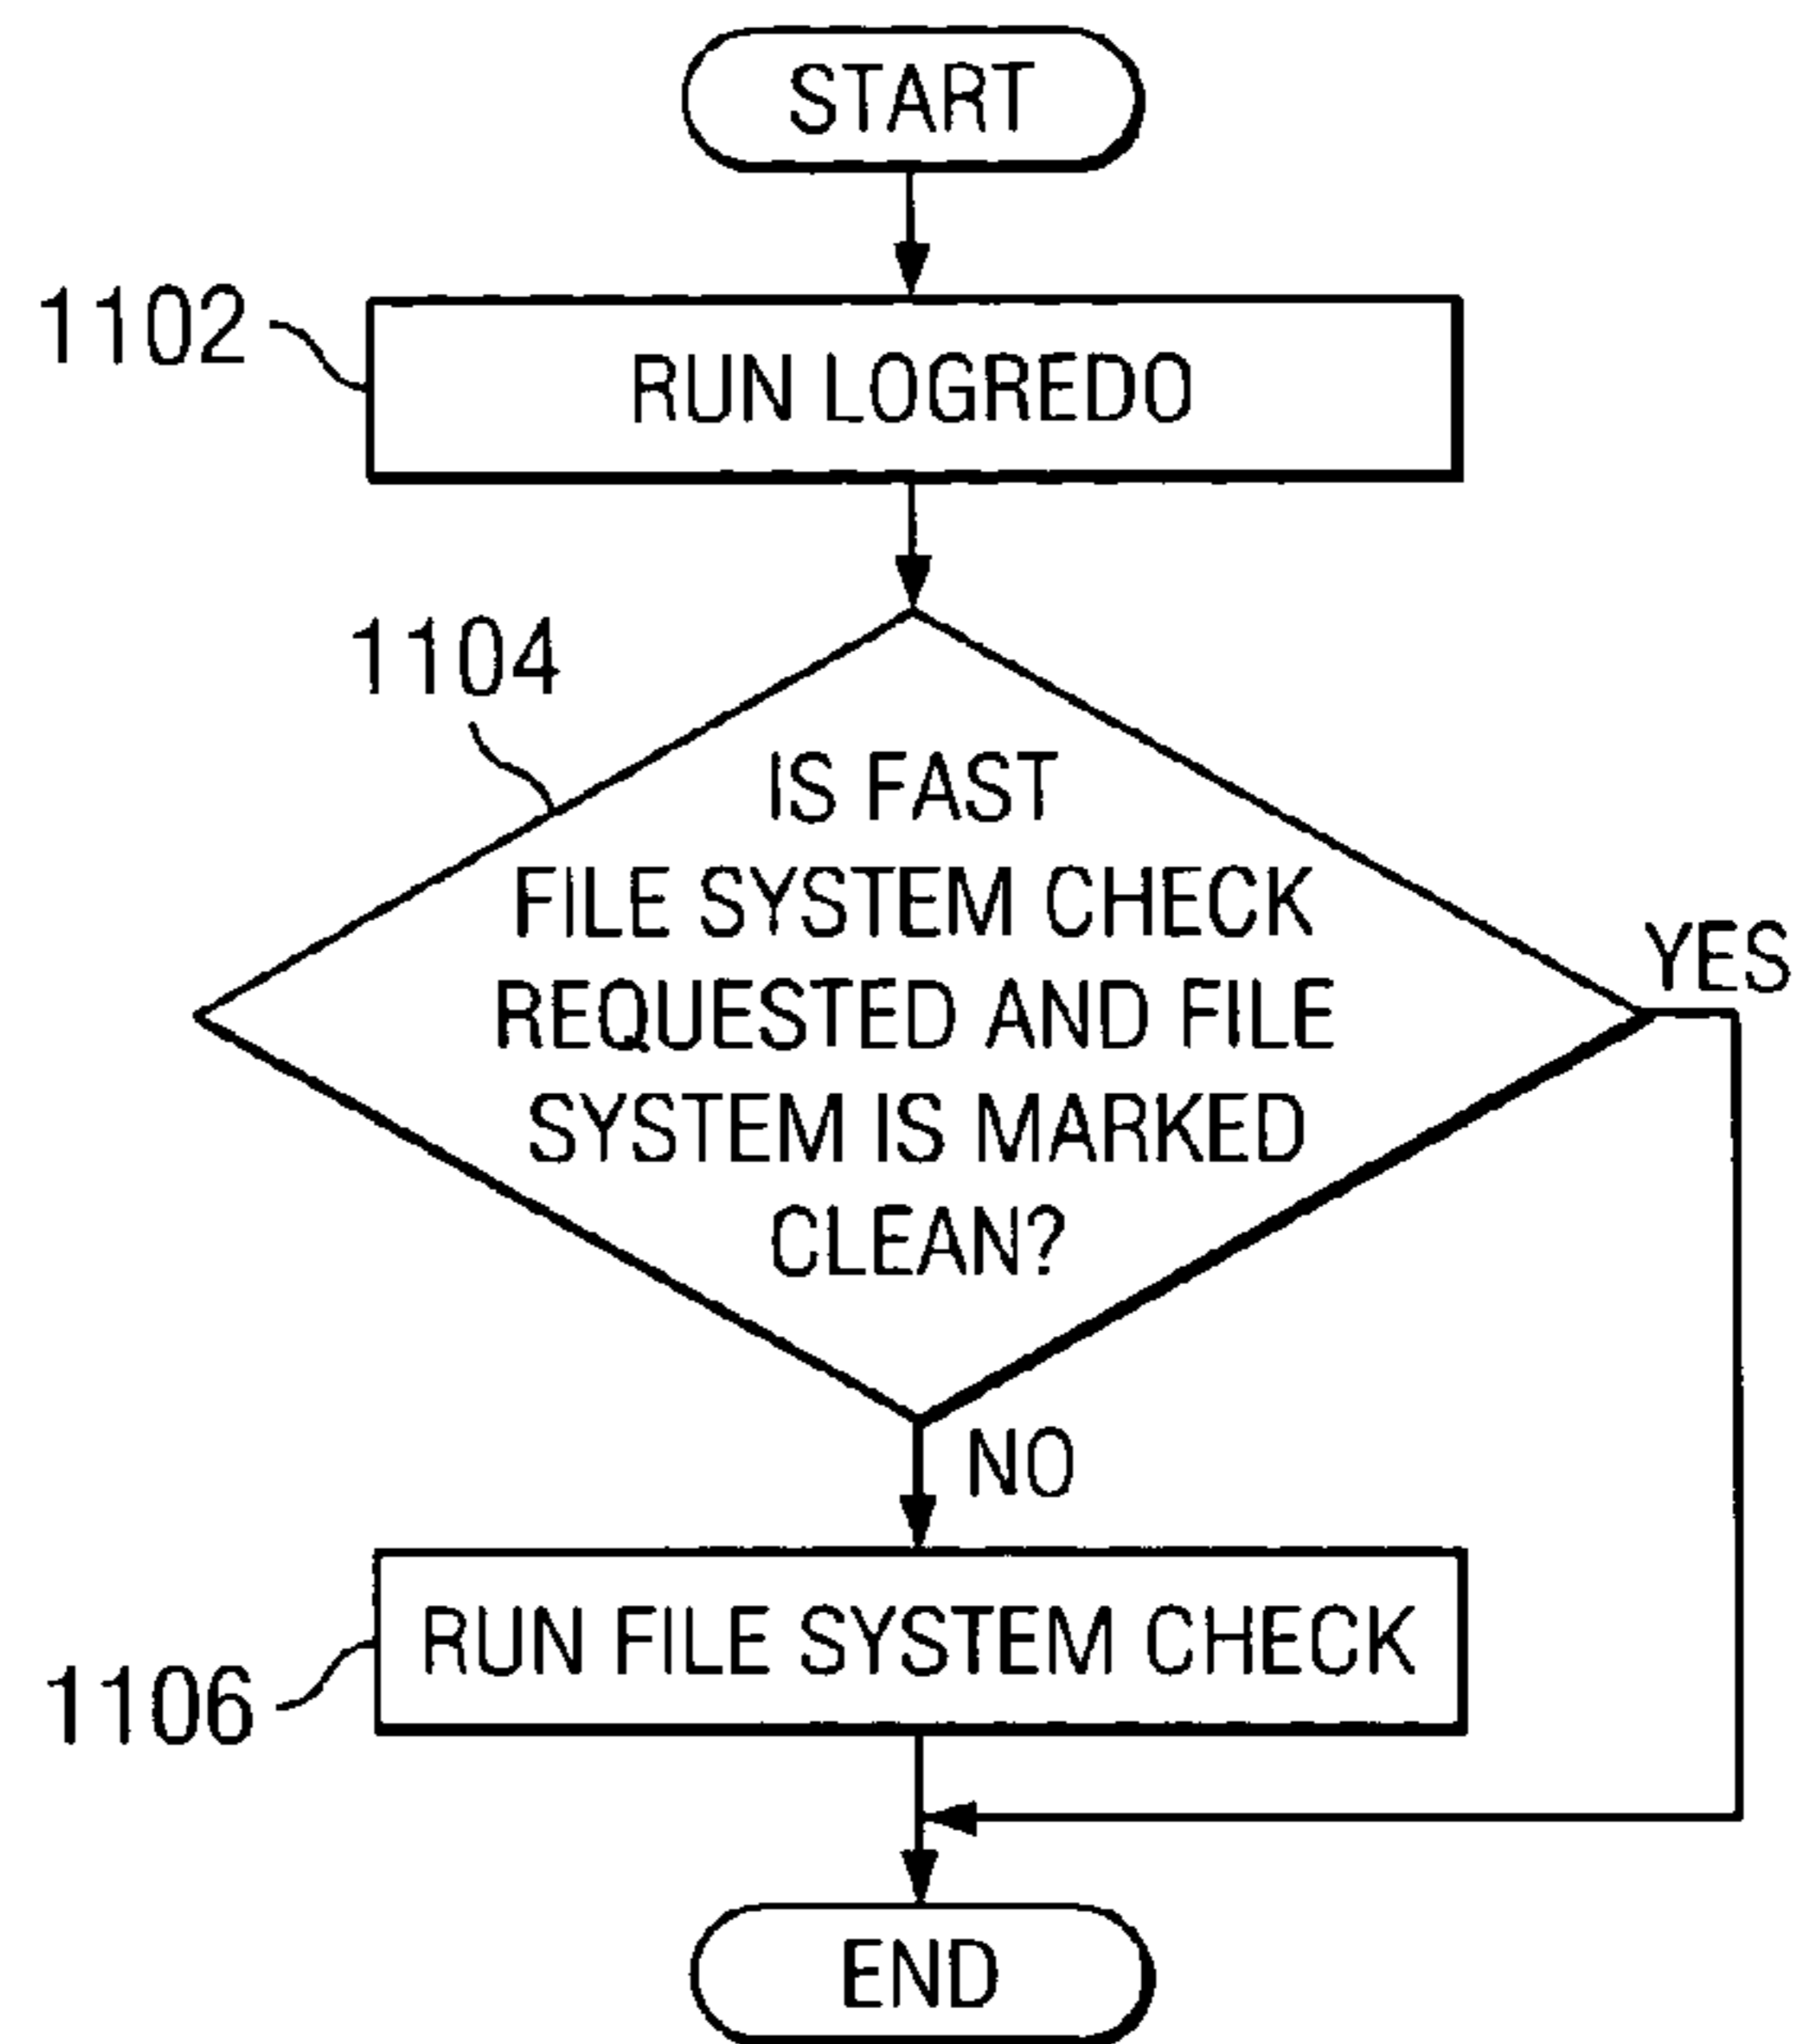 START
1102
RUN LOGREDO
1104
IS FAST
FILE SYSTEM CHECK
REQUESTED AND FILE
SYSTEM IS MARKED
CLEAN?
YES
NO
RUN FILE SYSTEM CHECK
1106
END